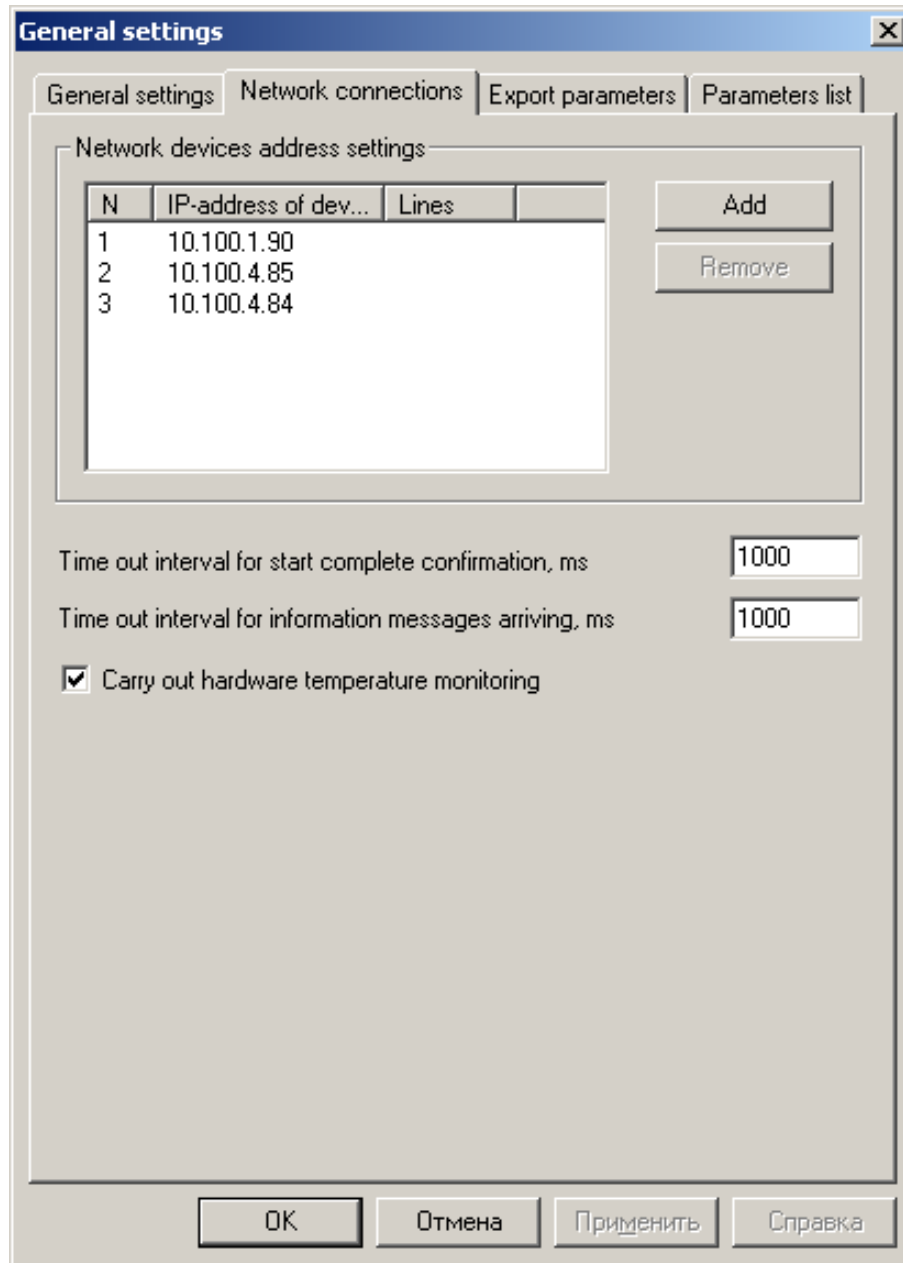 General settings
General settings Network connections Export parameters Parameters list
Network devices address settings
N IP-address of dev... Lines
1 10.100.1.90
2 10.100.4.85
3 10.100.4.84
Add
Remove
Time out interval for start complete confirmation, ms 1000
Time out interval for information messages arriving, ms 1000
Carry out hardware temperature monitoring
OK Отмена Применить Справка